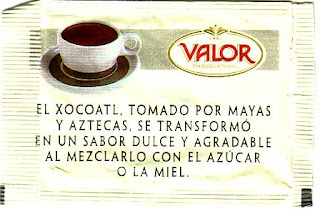 VALOR
EL XOCOATL, TOMADO POR MAYAS
Y AZTECAS, SE TRANSFORMÓ
EN UN SABOR DULCE Y AGRADABLE
AL MEZCLARLO CON EL AZÚCAR
O LA MIEL.